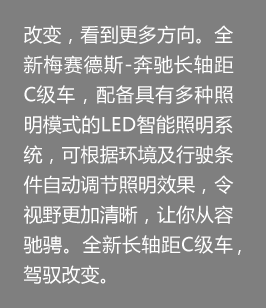 改变，看到更多方向。全
新梅赛德斯-奔驰长轴距
C级车，配备具有多种照
明模式的LED智能照明系
统，可根据环境及行驶条
件自动调节照明效果，令
视野更加清晰，让你从容
驰骋。全新长轴距C级车，
驾驭改变。